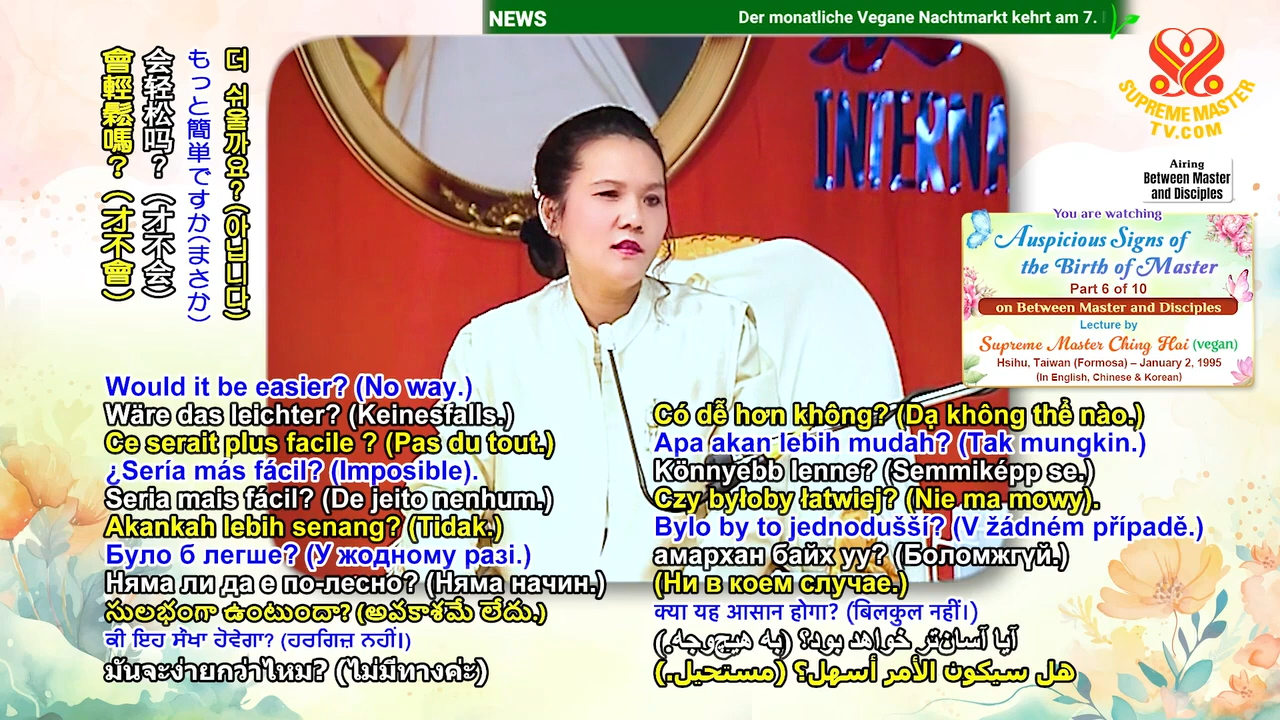 NEWS
Der monatliche Vegane Nachtmarkt kehrt am 7.
會輕鬆嗎？（才不會）
会轻松吗？（才不会）
もっと簡単ですか(まさか)
더 쉬울까요?(아닙니다)
INTERNA
SUPREME MASTER
TV.COM
Airing
Between Master
and Disciples
You are watching
Auspicious Signs of
the Birth of Master
Part 6 of 10
on Between Master and Disciples
Lecture by
Supreme Master Ching Hai (vegan)
Hsihu, Taiwan (Formosa) – January 2, 1995
(In English, Chinese & Korean)
Would it be easier? (No way.)
Wäre das leichter? (Keinesfalls.)
Ce serait plus facile ? (Pas du tout.)
¿Sería más fácil? (Imposible).
Seria mais fácil? (De jeito nenhum.)
Akankah lebih senang? (Tidak.)
Було б легше? (У жодному разі.)
Няма ли да е по-лесно? (Няма начин.)
సులభంగా ఉంటుందా? (అవకాశమే లేదు.)
ਕੀ ਇਹ ਸੌਖਾ ਹੋਵੇਗਾ? (ਹਰਗਿਜ਼ ਨਹੀਂ।)
มันจะง่ายกว่าไหม? (ไม่มีทางค่ะ)
Có dễ hơn không? (Dạ không thể nào.)
Apa akan lebih mudah? (Tak mungkin.)
Könnyebb lenne? (Semmiképp se.)
Czy byłoby łatwiej? (Nie ma mowy).
Bylo by to jednodušší? (V žádném případě.)
амархан байх уу? (Боломжгүй.)
(Ни в коем случае.)
क्या यह आसान होगा? (बिलकुल नहीं।)
آیا آسان‌تر خواهد بود؟ (به هیچ‌وجه.)
هل سيكون الأمر أسهل؟ (مستحيل.)